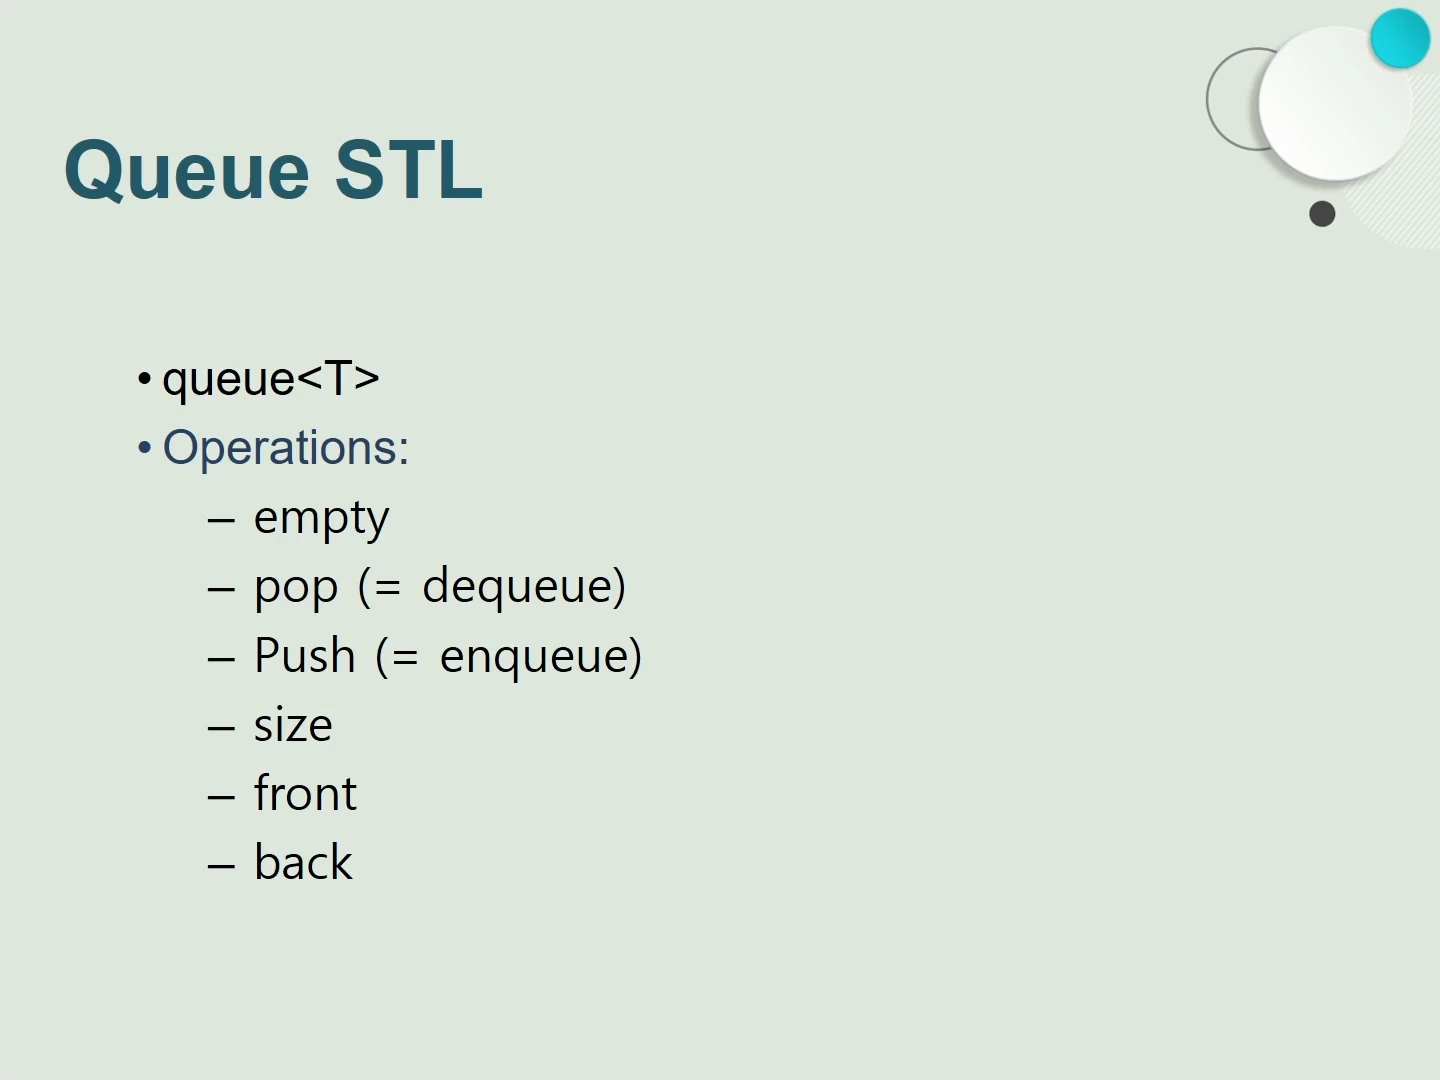 Queue STL
• queue<T>
• Operations:
– empty
– pop (= dequeue)
– Push (= enqueue)
– size
– front
– back